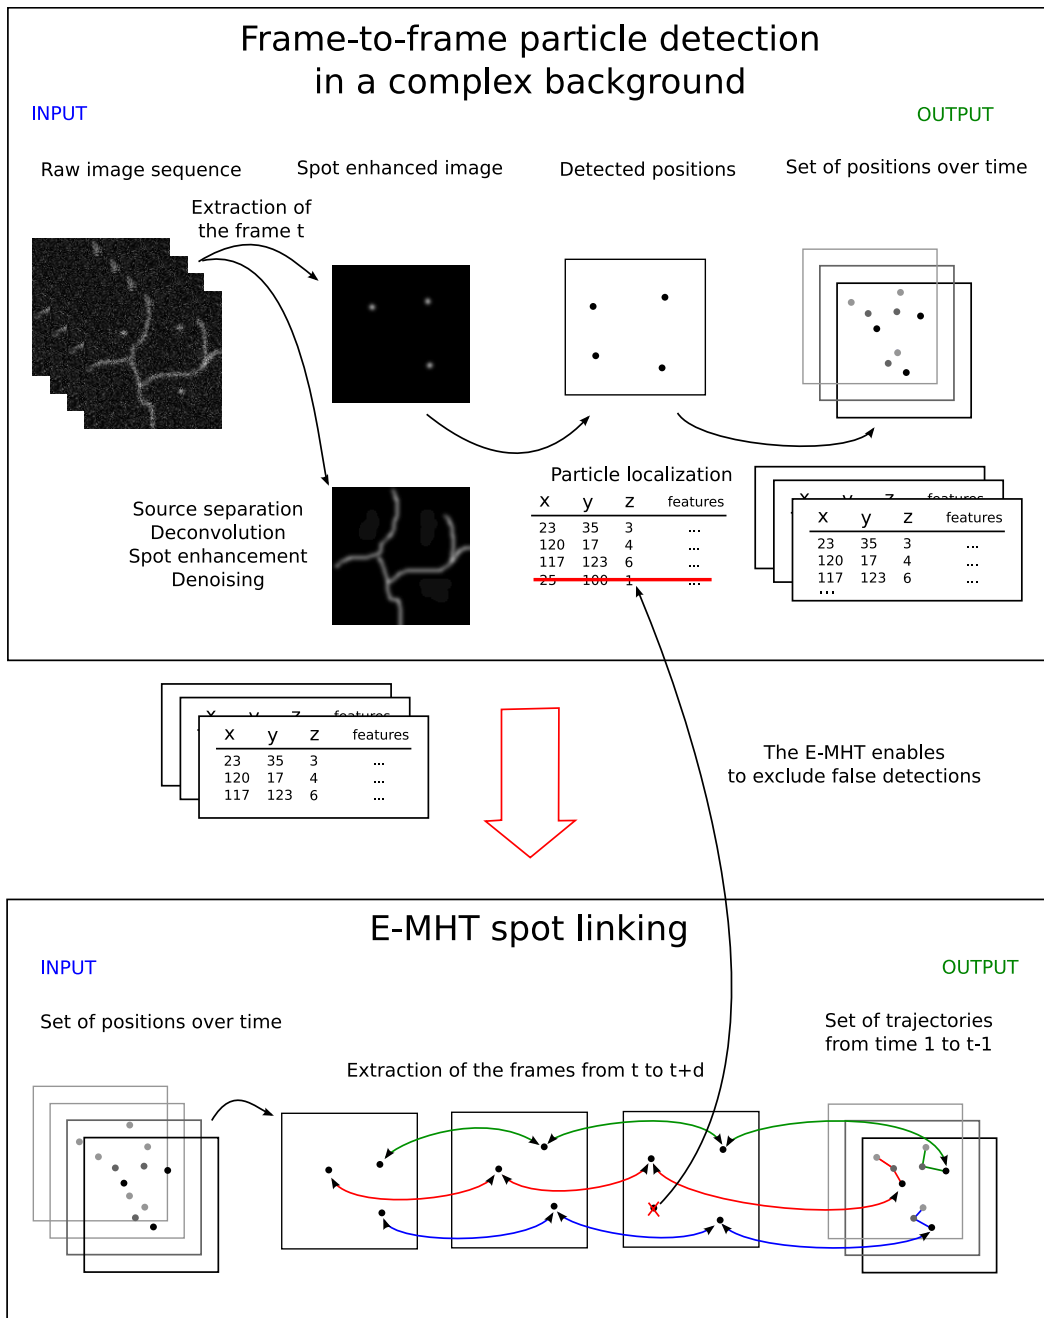 Frame-to-frame particle detection
in a complex background
INPUT
OUTPUT
Raw image sequence
Spot enhanced image
Detected positions
Set of positions over time
Extraction of
the frame t
Source separation
Deconvolution
Spot enhancement
Denoising
Particle localization
x y z features
23 35 3 ...
120 17 4 ...
117 123 6 ...
25 100 1 ...
x y z features
x y z features
23 35 3 ...
120 17 4 ...
117 123 6 ...
...
x y z features
x y z features
23 35 3 ...
120 17 4 ...
117 123 6 ...
The E-MHT enables
to exclude false detections
E-MHT spot linking
INPUT
OUTPUT
Set of positions over time
Set of trajectories
from time 1 to t-1
Extraction of the frames from t to t+d